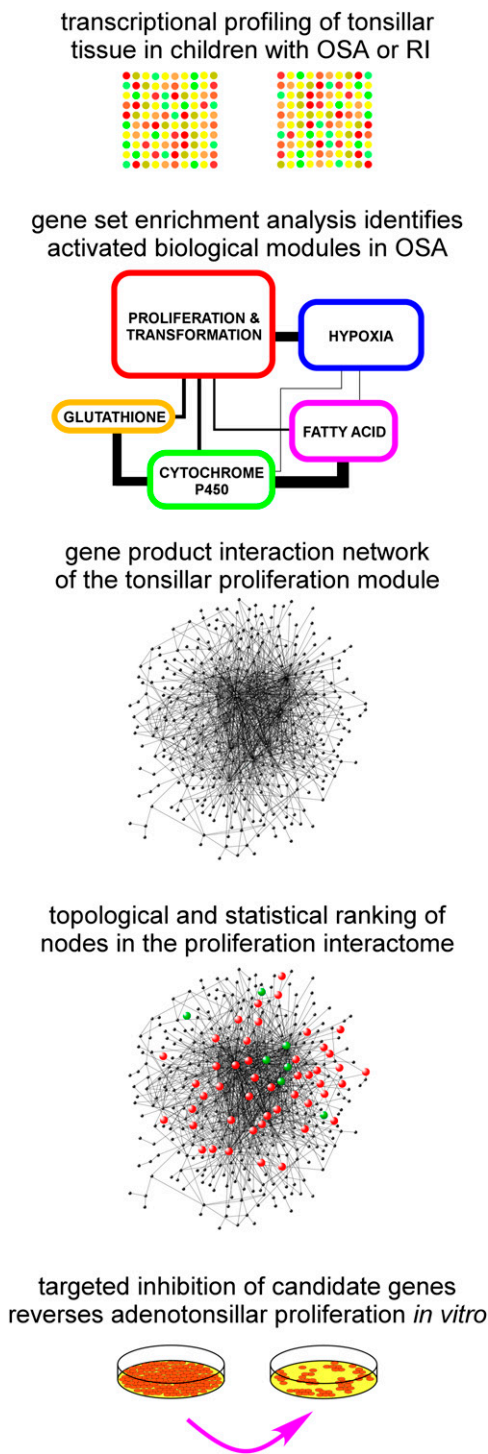 transcriptional profiling of tonsillar
tissue in children with OSA or RI
gene set enrichment analysis identifies
activated biological modules in OSA
PROLIFERATION &
TRANSFORMATION
HYPOXIA
GLUTATHIONE
FATTY ACID
CYTOCHROME
P450
gene product interaction network
of the tonsillar proliferation module
topological and statistical ranking of
nodes in the proliferation interactome
targeted inhibition of candidate genes
reverses adenotonsillar proliferation in vitro